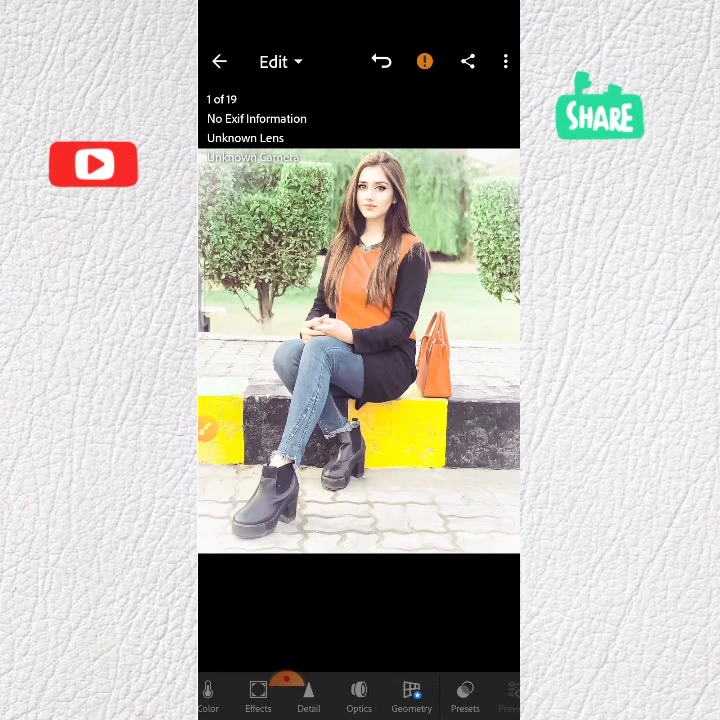 Edit
1 of 19
No Exif Information
Unknown Lens
Unknown Camera
SHARE
Color
Effects
Detail
Optics
Geometry
Presets